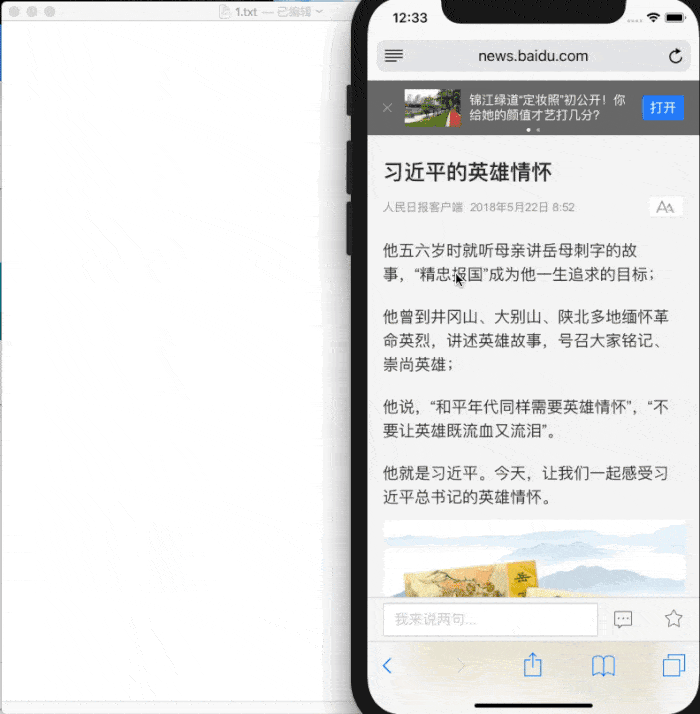 1.txt — 已编辑
12:33
news.baidu.com
锦江绿道“定妆照”初公开！你
给她的颜值才艺打几分？
打开
习近平的英雄情怀
人民日报客户端 2018年5月22日 8:52
AA
他五六岁时就听母亲讲岳母刺字的故
事，“精忠报国”成为他一生追求的目标；
他曾到井冈山、大别山、陕北多地缅怀革
命英烈，讲述英雄故事，号召大家铭记、
崇尚英雄；
他说，“和平年代同样需要英雄情怀”，“不
要让英雄既流血又流泪”。
他就是习近平。今天，让我们一起感受习
近平总书记的英雄情怀。
我来说两句...